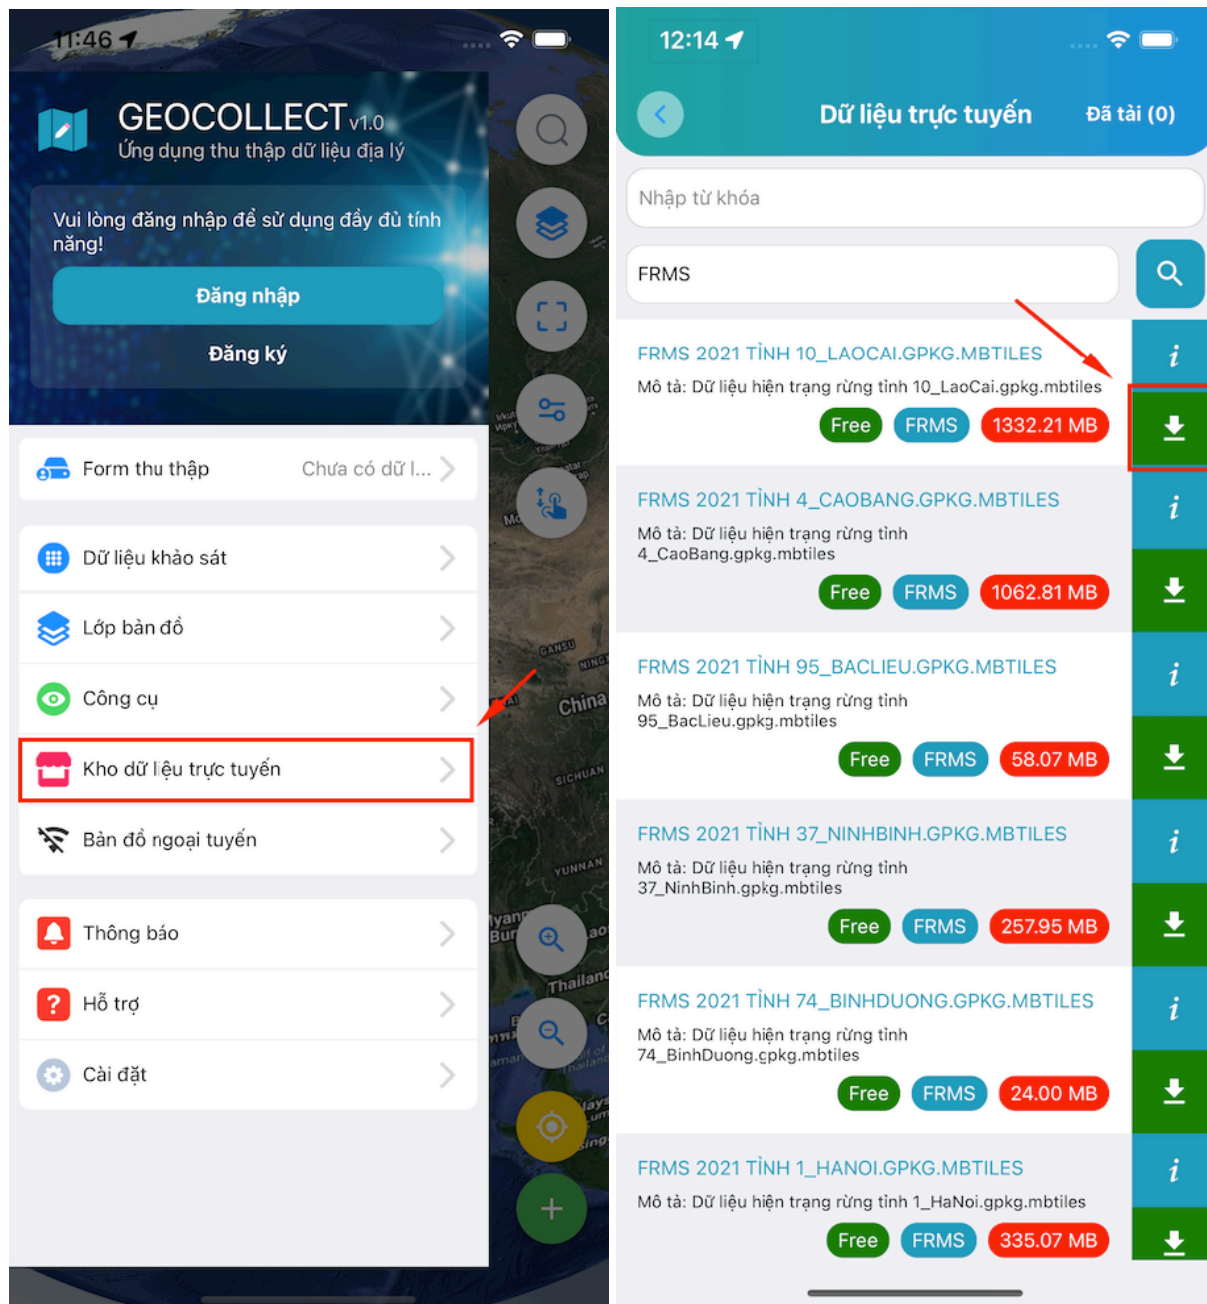 11:46
GEOCOLLECT v1.0
Ứng dụng thu thập dữ liệu địa lý
Vui lòng đăng nhập để sử dụng đầy đủ tính
năng!
Đăng nhập
Đăng ký
Form thu thập
Chưa có dữ l...
Dữ liệu khảo sát
Lớp bản đồ
Công cụ
Kho dữ liệu trực tuyến
Bản đồ ngoại tuyến
Thông báo
Hỗ trợ
Cài đặt
GANSU
China
SICHUAN
YUNNAN
Thailand
12:14
Dữ liệu trực tuyến
Đã tải (0)
Nhập từ khóa
FRMS
FRMS 2021 TỈNH 10_LAOCAI.GPKG.MBTILES
Mô tả: Dữ liệu hiện trạng rừng tỉnh 10_LaoCai.gpkg.mbtiles
Free FRMS 1332.21 MB
FRMS 2021 TỈNH 4_CAOBANG.GPKG.MBTILES
Mô tả: Dữ liệu hiện trạng rừng tỉnh
4_CaoBang.gpkg.mbtiles
Free FRMS 1062.81 MB
FRMS 2021 TỈNH 95_BACLIEU.GPKG.MBTILES
Mô tả: Dữ liệu hiện trạng rừng tỉnh
95_BacLieu.gpkg.mbtiles
Free FRMS 58.07 MB
FRMS 2021 TỈNH 37_NINHBINH.GPKG.MBTILES
Mô tả: Dữ liệu hiện trạng rừng tỉnh
37_NinhBinh.gpkg.mbtiles
Free FRMS 257.95 MB
FRMS 2021 TỈNH 74_BINHDUONG.GPKG.MBTILES
Mô tả: Dữ liệu hiện trạng rừng tỉnh
74_BinhDuong.gpkg.mbtiles
Free FRMS 24.00 MB
FRMS 2021 TỈNH 1_HANOI.GPKG.MBTILES
Mô tả: Dữ liệu hiện trạng rừng tỉnh 1_HaNoi.gpkg.mbtiles
Free FRMS 335.07 MB